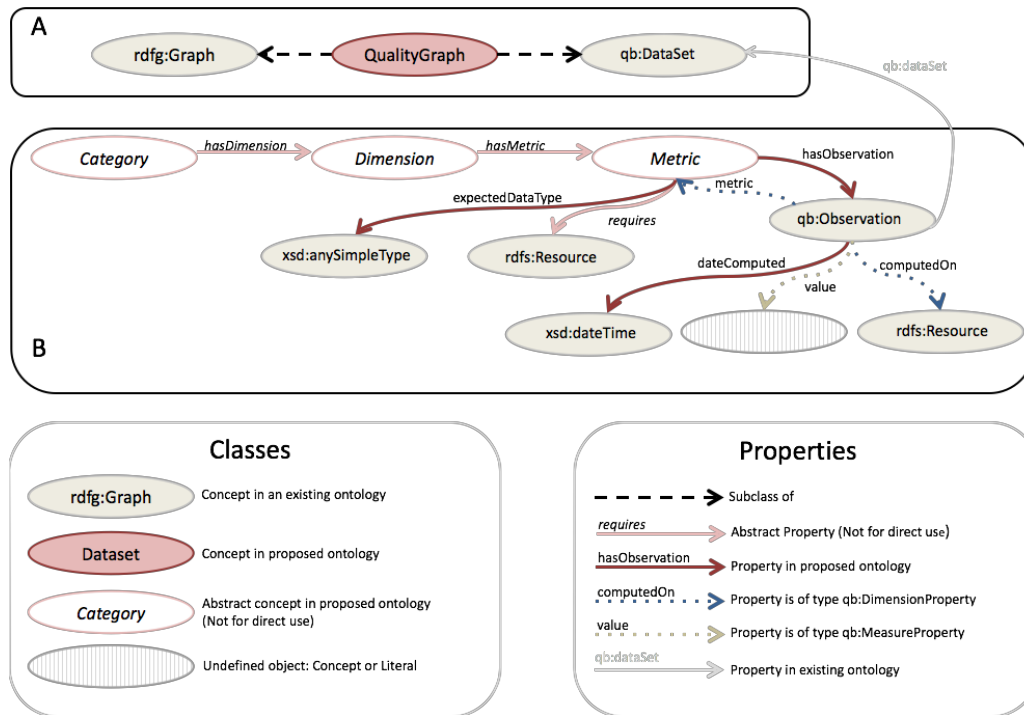 A
rdfg:Graph
QualityGraph
qb:DataSet
qb:dataSet
Category
hasDimension
Dimension
hasMetric
Metric
hasObservation
metric
expectedDataType
requires
qb:Observation
xsd:anySimpleType
rdfs:Resource
dateComputed
computedOn
value
xsd:dateTime
rdfs:Resource
B
Classes
rdfg:Graph
Concept in an existing ontology
Dataset
Concept in proposed ontology
Category
Abstract concept in proposed ontology
(Not for direct use)
Undefined object: Concept or Literal
Properties
Subclass of
requires
Abstract Property (Not for direct use)
hasObservation
Property in proposed ontology
computedOn
Property is of type qb:DimensionProperty
value
Property is of type qb:MeasureProperty
qb:dataSet
Property in existing ontology